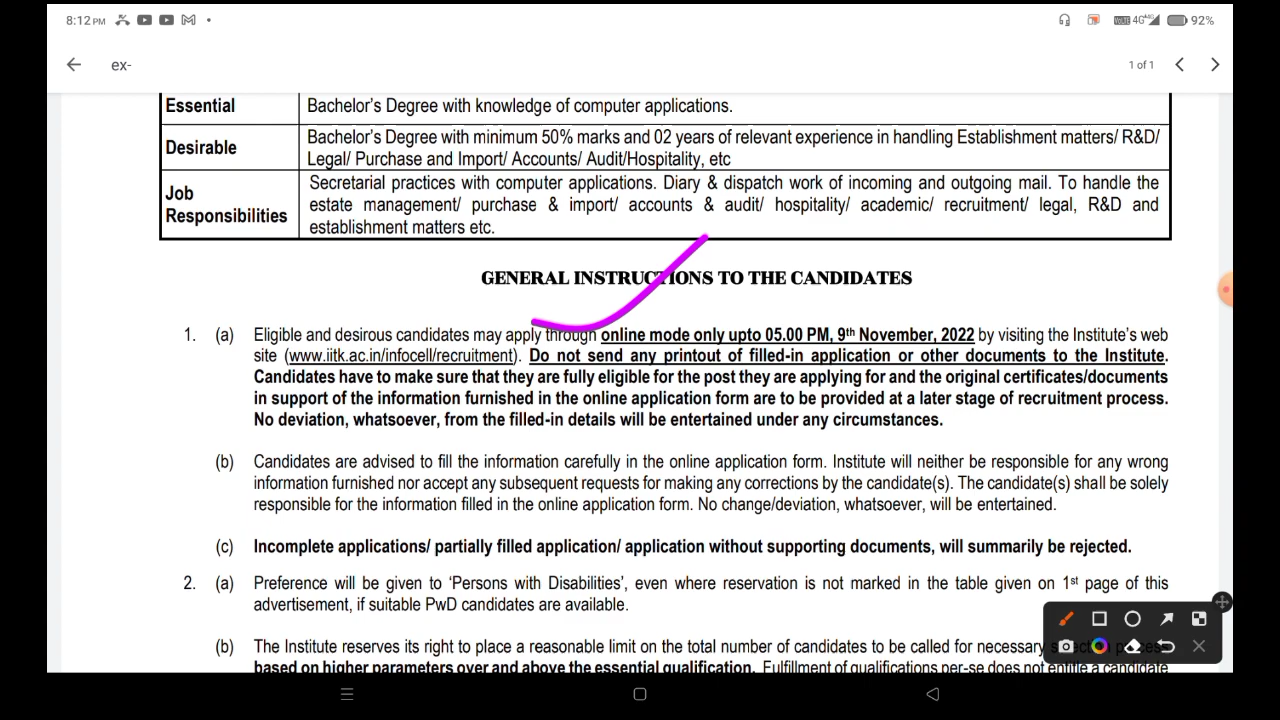 8:12 PM 4G 92%
ex- 1 of 1
Essential Bachelor's Degree with knowledge of computer applications.
Desirable Bachelor's Degree with minimum 50% marks and 02 years of relevant experience in handling Establishment matters/ R&D/
Legal/ Purchase and Import/ Accounts/ Audit/Hospitality, etc
Job Responsibilities Secretarial practices with computer applications. Diary & dispatch work of incoming and outgoing mail. To handle the
estate management/ purchase & import/ accounts & audit/ hospitality/ academic/ recruitment/ legal, R&D and
establishment matters etc.
GENERAL INSTRUCTIONS TO THE CANDIDATES
1. (a) Eligible and desirous candidates may apply through online mode only upto 05.00 PM, 9th November, 2022 by visiting the Institute's web
site (www.iitk.ac.in/infocell/recruitment). Do not send any printout of filled-in application or other documents to the Institute.
Candidates have to make sure that they are fully eligible for the post they are applying for and the original certificates/documents
in support of the information furnished in the online application form are to be provided at a later stage of recruitment process.
No deviation, whatsoever, from the filled-in details will be entertained under any circumstances.
(b) Candidates are advised to fill the information carefully in the online application form. Institute will neither be responsible for any wrong
information furnished nor accept any subsequent requests for making any corrections by the candidate(s). The candidate(s) shall be solely
responsible for the information filled in the online application form. No change/deviation, whatsoever, will be entertained.
(c) Incomplete applications/ partially filled application/ application without supporting documents, will summarily be rejected.
2. (a) Preference will be given to 'Persons with Disabilities', even where reservation is not marked in the table given on 1st page of this
advertisement, if suitable PwD candidates are available.
(b) The Institute reserves its right to place a reasonable limit on the total number of candidates to be called for necessary
based on higher parameters over and above the essential qualification. Fulfillment of qualifications per-se does not entitle a candidate